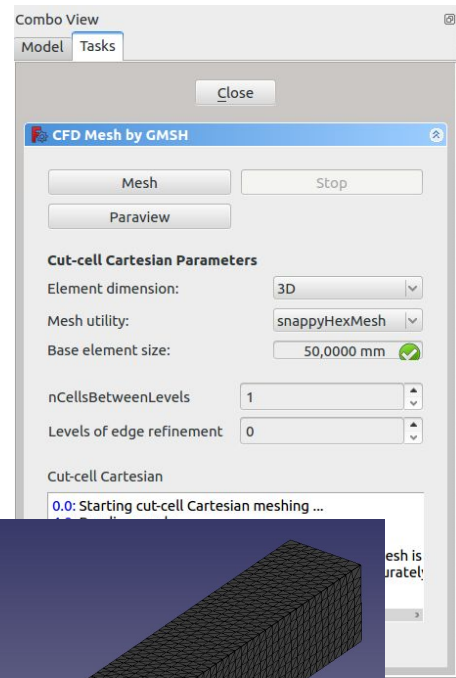 Combo View
Model Tasks
Close
CFD Mesh by GMSH
Mesh Stop
Paraview
Cut-cell Cartesian Parameters
Element dimension: 3D
Mesh utility: snappyHexMesh
Base element size: 50,0000 mm
nCellsBetweenLevels 1
Levels of edge refinement 0
Cut-cell Cartesian
0.0: Starting cut-cell Cartesian meshing ...
esh is